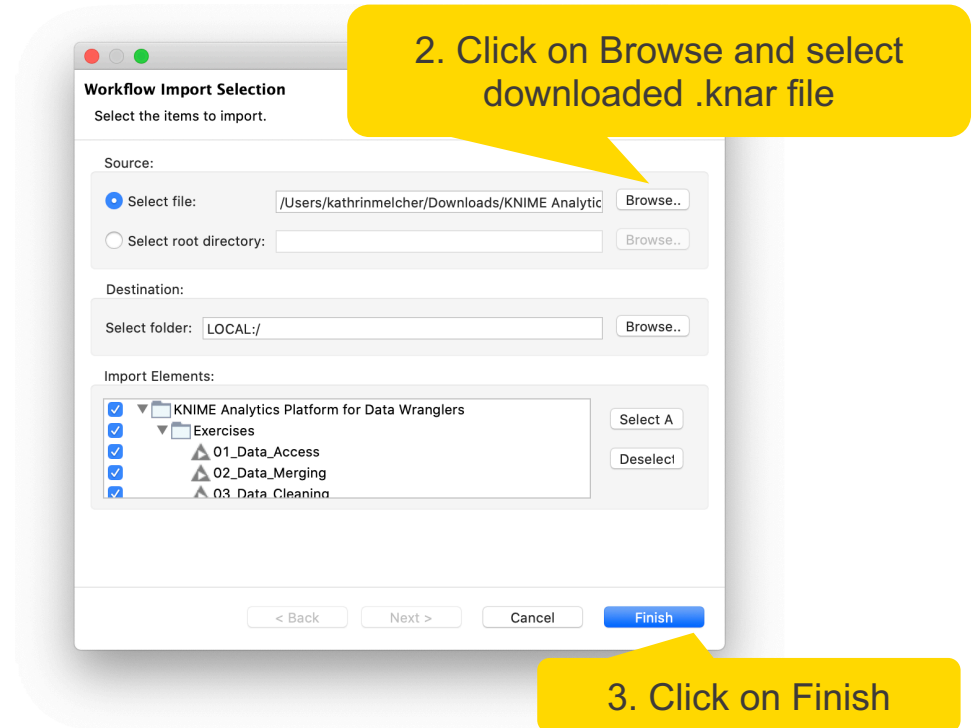 2. Click on Browse and select
downloaded .knar file
Workflow Import Selection
Select the items to import.
Source:
Select file:
/Users/kathrinmelcher/Downloads/KNIME Analytic
Browse..
Select root directory:
Browse..
Destination:
Select folder:
LOCAL:/
Browse..
Import Elements:
KNIME Analytics Platform for Data Wranglers
Exercises
01_Data_Access
02_Data_Merging
03_Data_Cleaning
Select A
Deselect
< Back
Next >
Cancel
Finish
3. Click on Finish